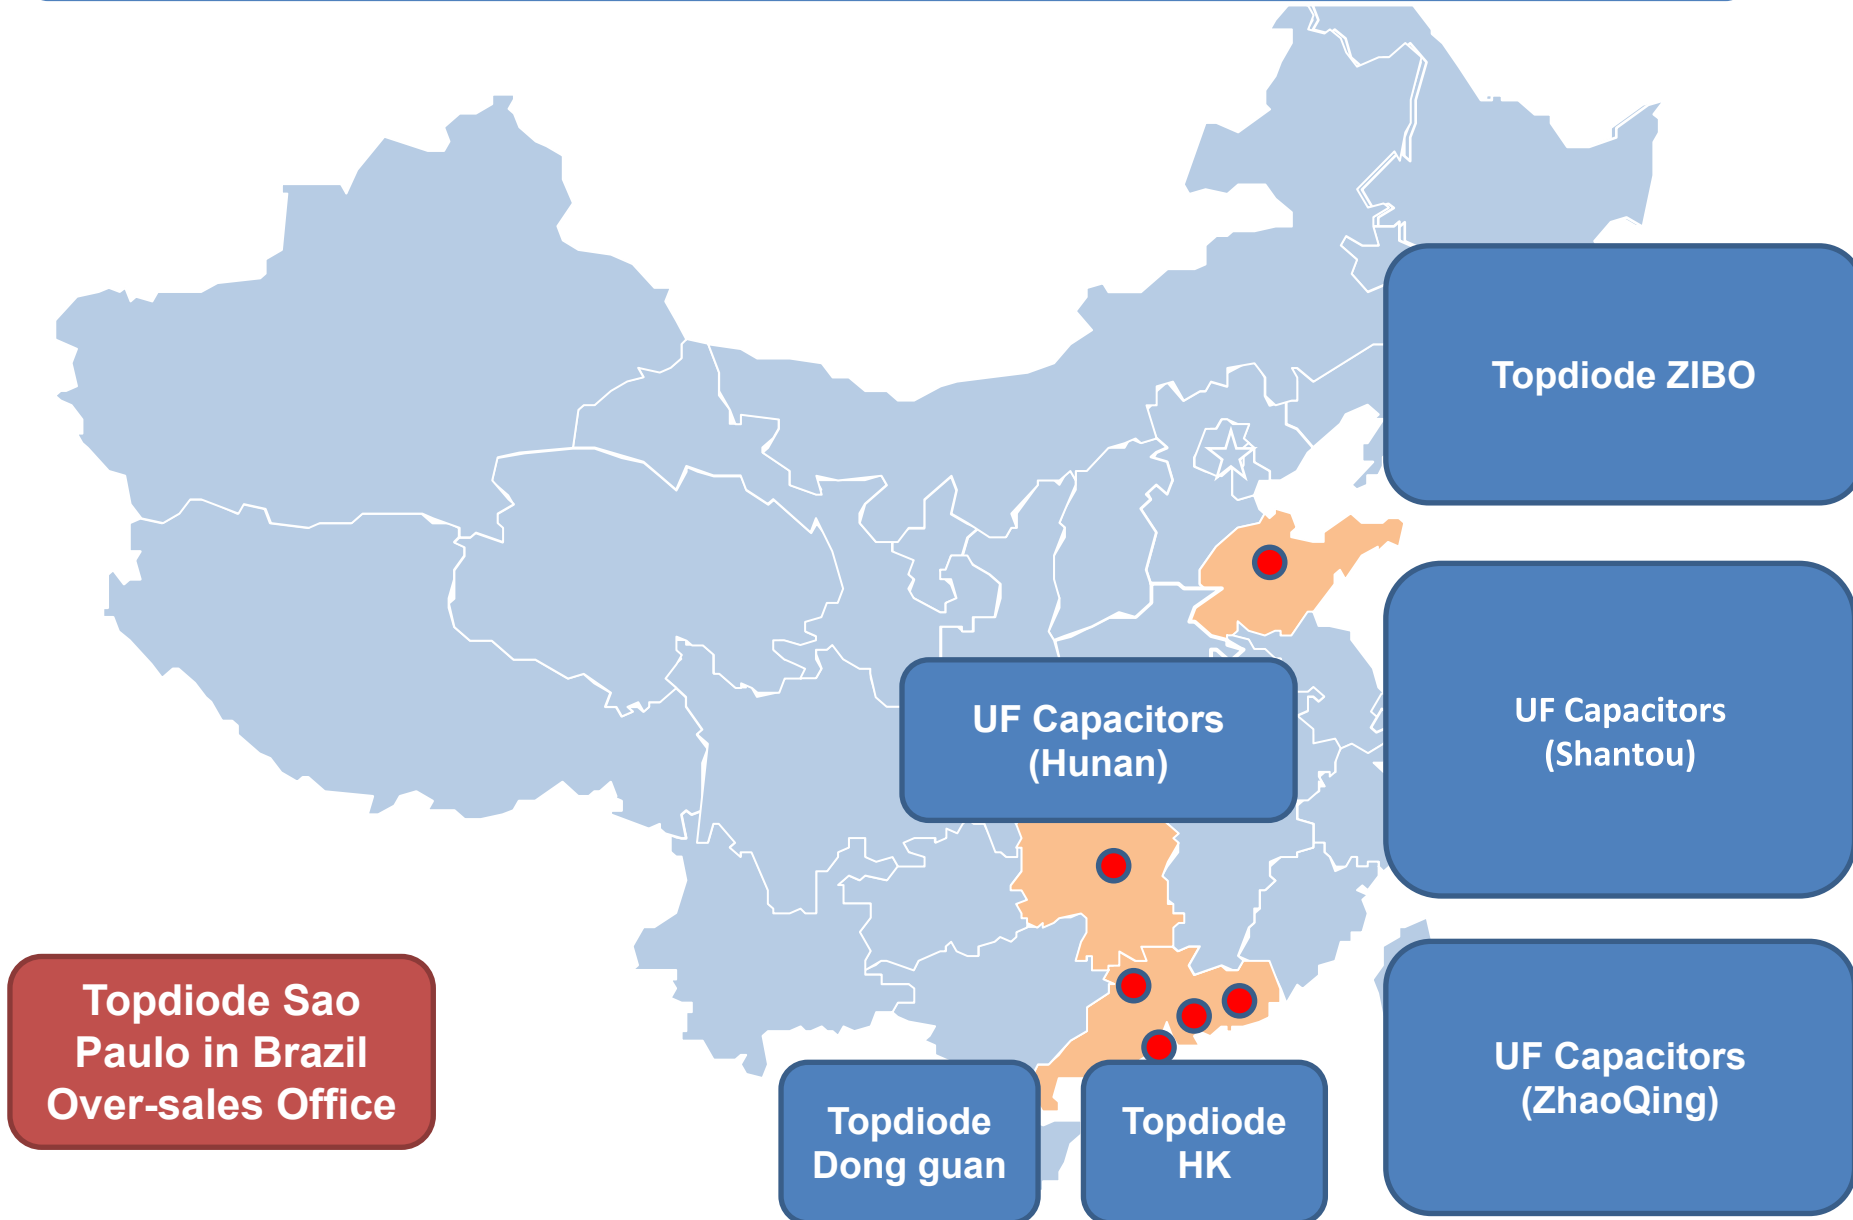 Topdiode ZIBO
UF Capacitors
(Hunan)
UF Capacitors
(Shantou)
Topdiode Sao
Paulo in Brazil
Over-sales Office
UF Capacitors
(ZhaoQing)
Topdiode
Dong guan
Topdiode
HK